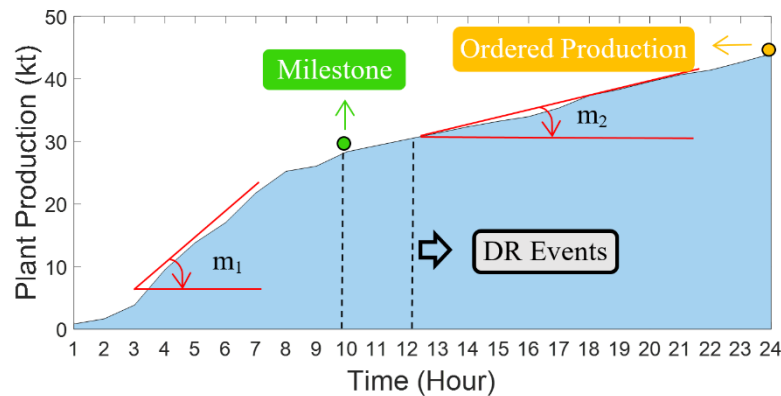 50
40
30
20
10
0
Plant Production (kt)
Ordered Production
Milestone
m2
m1
DR Events
1 2 3 4 5 6 7 8 9 10 11 12 13 14 15 16 17 18 19 20 21 22 23 24
Time (Hour)